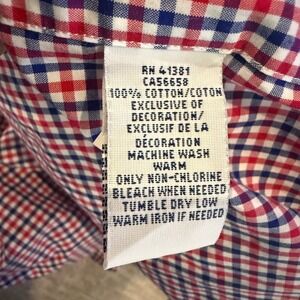 RN 41381
CA56658
100% COTTON/COTON
EXCLUSIVE OF
DECORATION/
EXCLUSIF DE LA
DÉCORATION
MACHINE WASH
WARM
ONLY NON-CHLORINE
BLEACH WHEN NEEDED
TUMBLE DRY LOW
WARM IRON IF NEEDED